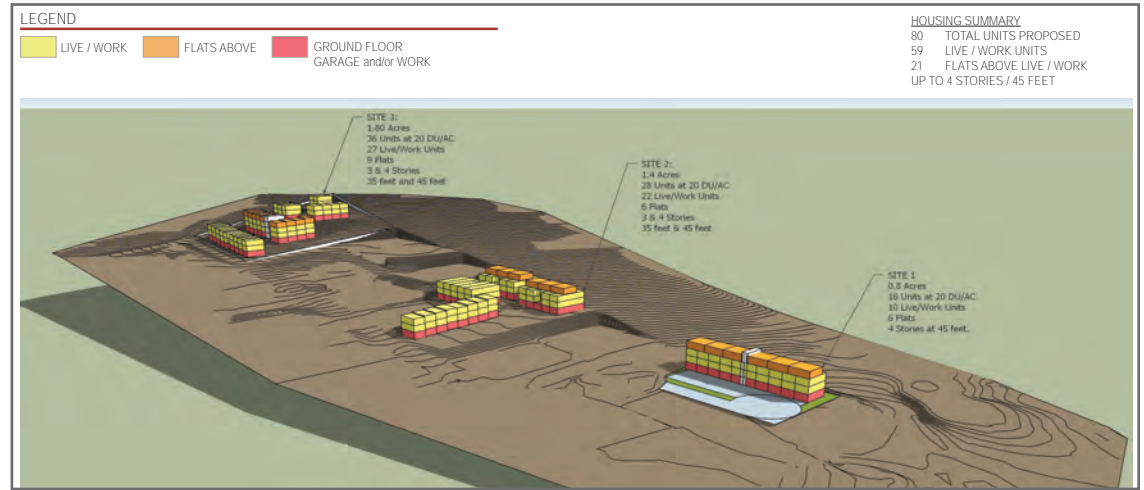 LEGEND
LIVE / WORK
FLATS ABOVE
GROUND FLOOR
GARAGE and/or WORK
HOUSING SUMMARY
80 TOTAL UNITS PROPOSED
59 LIVE / WORK UNITS
21 FLATS ABOVE LIVE / WORK
UP TO 4 STORIES / 45 FEET
SITE 3:
1.80 Acres
36 Units at 20 DU/AC
27 Live/Work Units
9 Flats
3 & 4 Stories
35 feet and 45 feet
SITE 2:
1.4 Acres
28 Units at 20 DU/AC
22 Live/Work Units
6 Flats
3 & 4 Stories
35 feet & 45 feet
SITE 1
0.8 Acres
16 Units at 20 DU/AC
10 Live/Work Units
6 Flats
4 Stories at 45 feet.